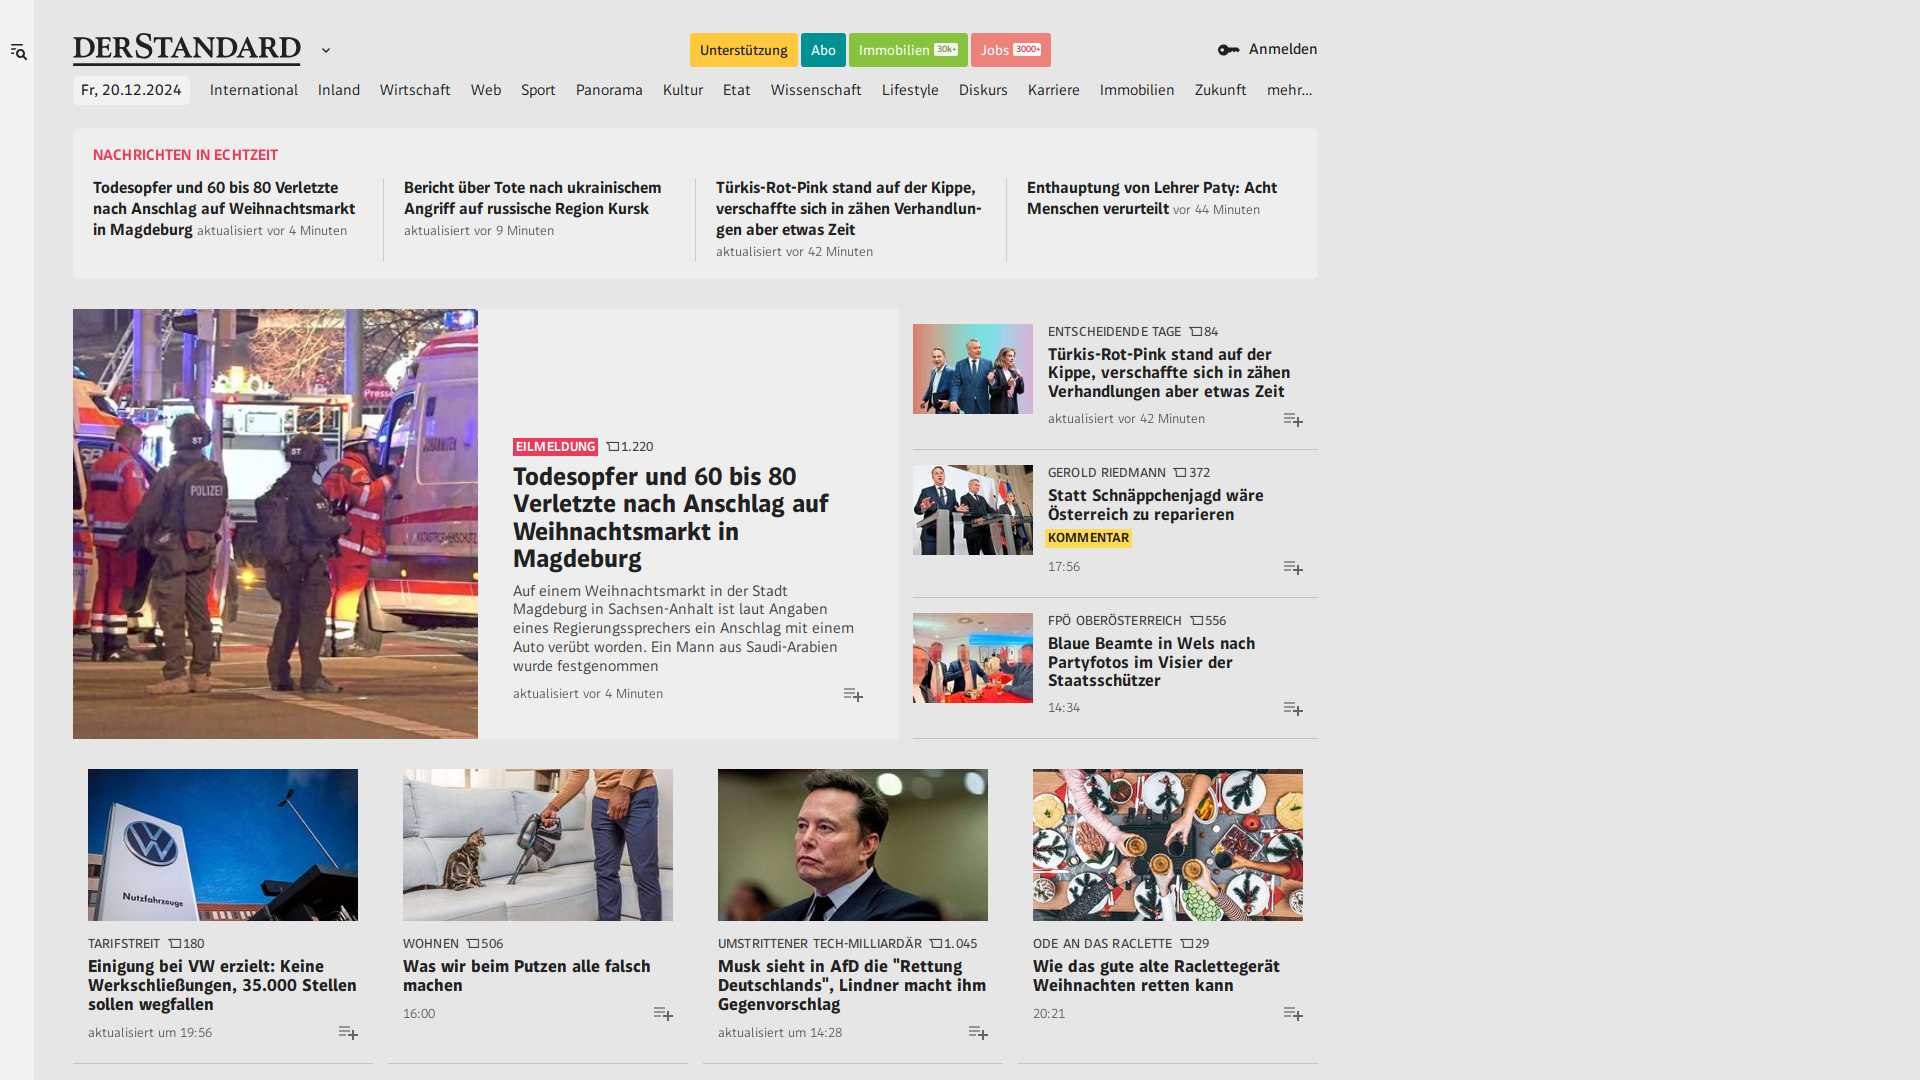 DERSTANDARD
Unterstützung
Abo
Immobilien 30k+
Jobs 3000+
Anmelden
Fr, 20.12.2024
International
Inland
Wirtschaft
Web
Sport
Panorama
Kultur
Etat
Wissenschaft
Lifestyle
Diskurs
Karriere
Immobilien
Zukunft
mehr...
NACHRICHTEN IN ECHTZEIT
Todesopfer und 60 bis 80 Verletzte
nach Anschlag auf Weihnachtsmarkt
in Magdeburg aktualisiert vor 4 Minuten
Bericht über Tote nach ukrainischem
Angriff auf russische Region Kursk
aktualisiert vor 9 Minuten
Türkis-Rot-Pink stand auf der Kippe,
verschaffte sich in zähen Verhandlun-
gen aber etwas Zeit
aktualisiert vor 42 Minuten
Enthauptung von Lehrer Paty: Acht
Menschen verurteilt vor 44 Minuten
Presse
ST
ST
POLIZEI
JOHANNITER
KATASTROPHENSCHUTZ
EILMELDUNG 1.220
Todesopfer und 60 bis 80
Verletzte nach Anschlag auf
Weihnachtsmarkt in
Magdeburg
Auf einem Weihnachtsmarkt in der Stadt
Magdeburg in Sachsen-Anhalt ist laut Angaben
eines Regierungssprechers ein Anschlag mit einem
Auto verübt worden. Ein Mann aus Saudi-Arabien
wurde festgenommen
aktualisiert vor 4 Minuten
ENTSCHEIDENDE TAGE 84
Türkis-Rot-Pink stand auf der
Kippe, verschaffte sich in zähen
Verhandlungen aber etwas Zeit
aktualisiert vor 42 Minuten
GEROLD RIEDMANN 372
Statt Schnäppchenjagd wäre
Österreich zu reparieren
KOMMENTAR
17:56
FPÖ OBERÖSTERREICH 556
Blaue Beamte in Wels nach
Partyfotos im Visier der
Staatsschützer
14:34
Nutzfahrzeuge
TARIFSTREIT 180
Einigung bei VW erzielt: Keine
Werkschließungen, 35.000 Stellen
sollen wegfallen
aktualisiert um 19:56
WOHNEN 506
Was wir beim Putzen alle falsch
machen
16:00
UMSTRITTENER TECH-MILLIARDÄR 1.045
Musk sieht in AfD die "Rettung
Deutschlands", Lindner macht ihm
Gegenvorschlag
aktualisiert um 14:28
ODE AN DAS RACLETTE 29
Wie das gute alte Raclettegerät
Weihnachten retten kann
20:21